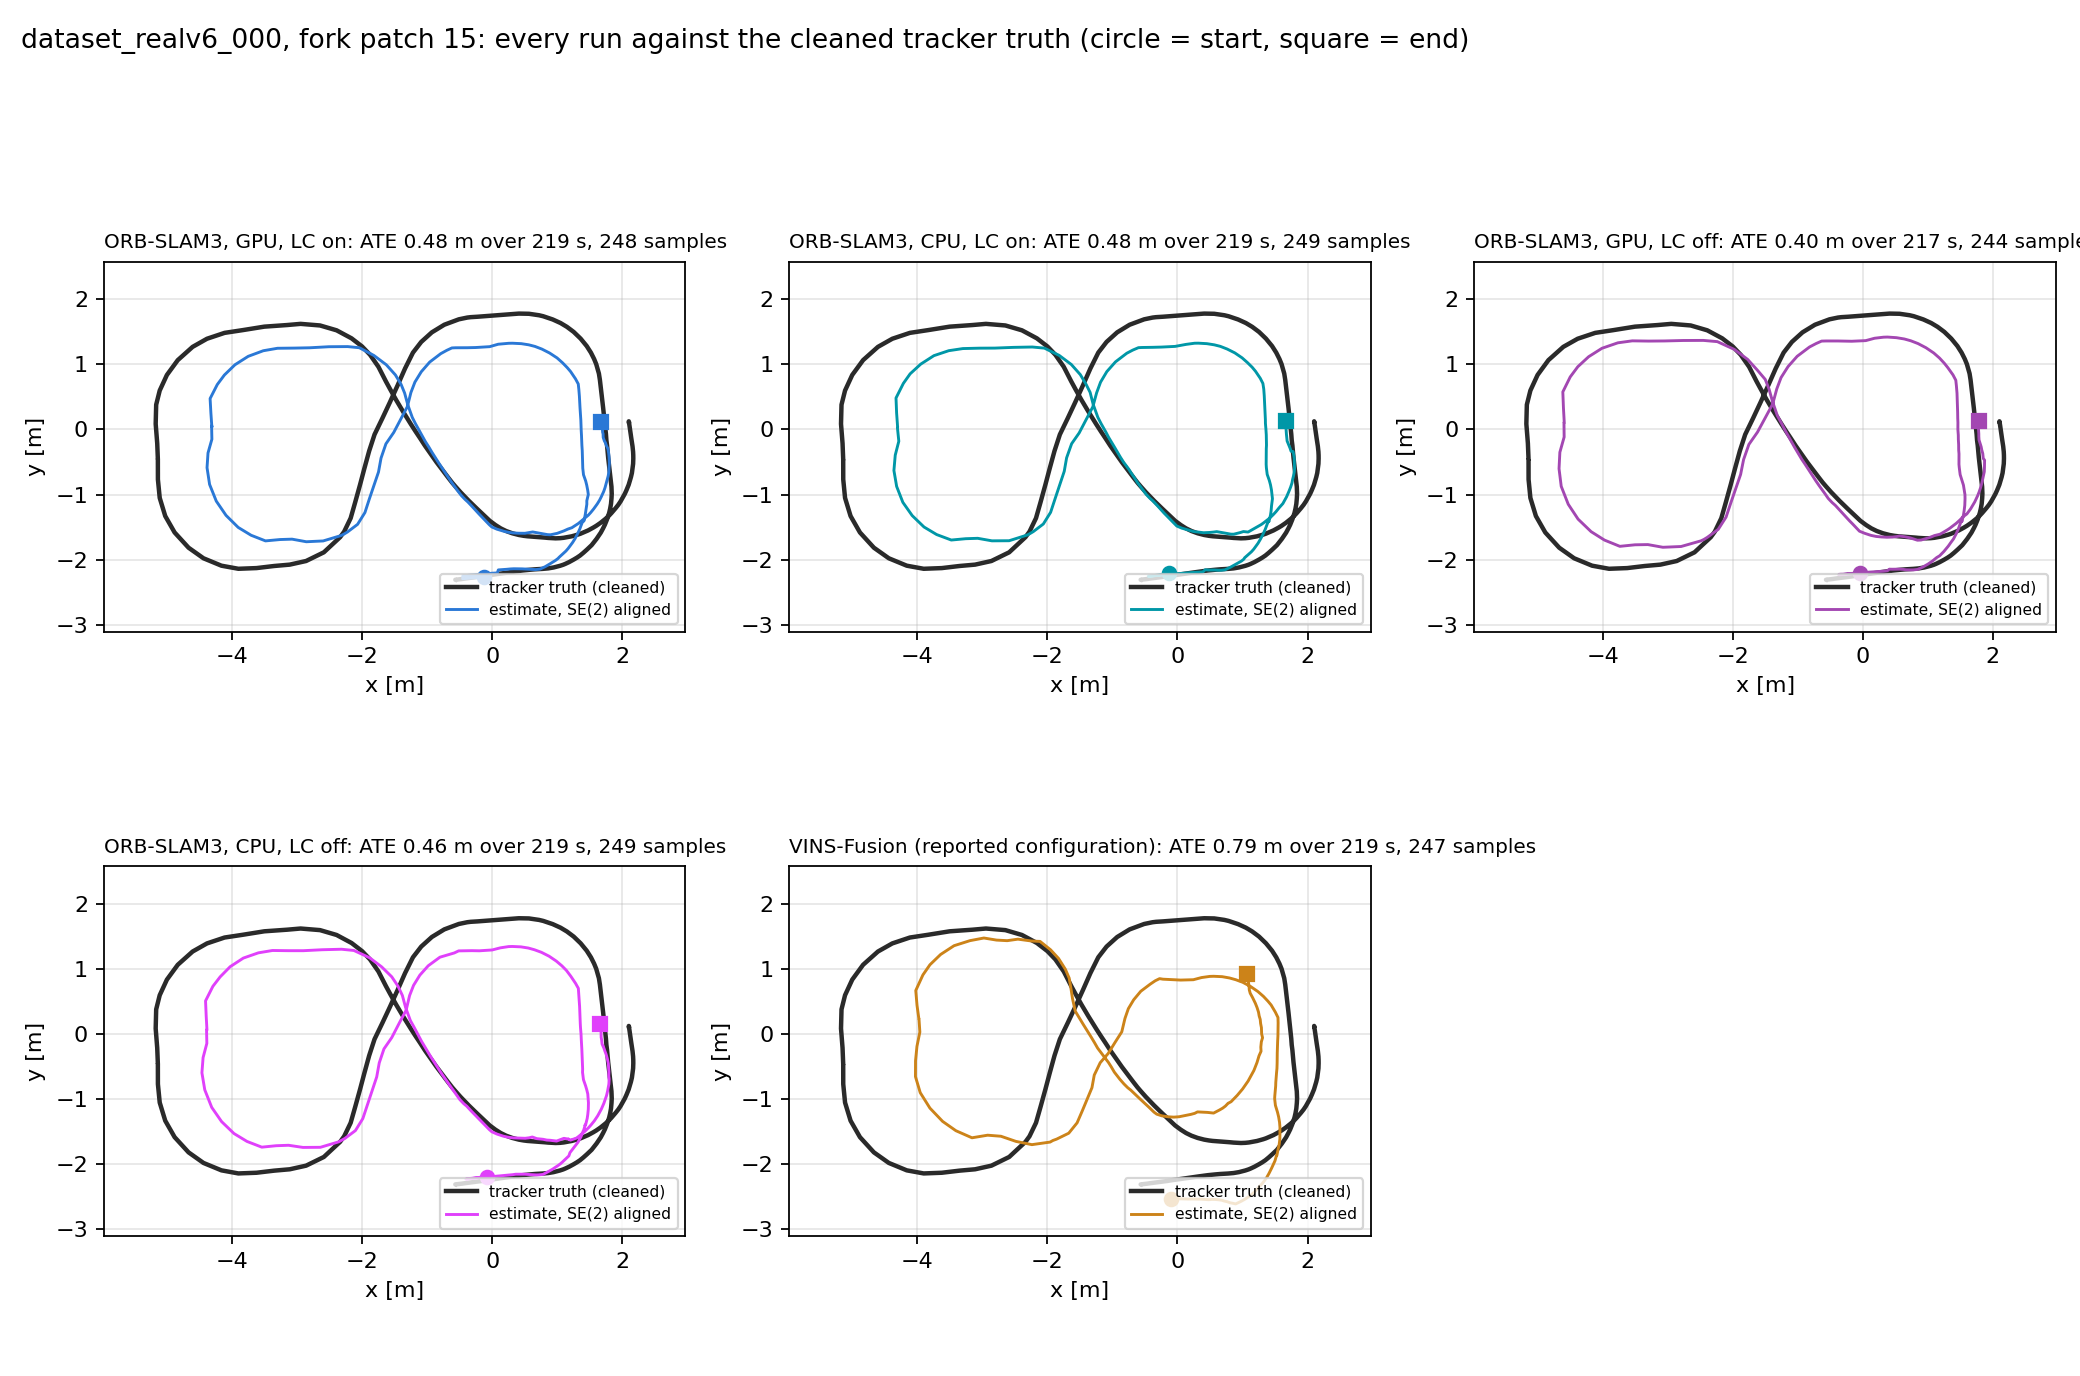 dataset_realv6_000, fork patch 15: every run against the cleaned tracker truth (circle = start, square = end)
ORB-SLAM3, GPU, LC on: ATE 0.48 m over 219 s, 248 samples
2
1
0
−1
−2
−3
y [m]
tracker truth (cleaned)
estimate, SE(2) aligned
−4
−2
0
2
x [m]
ORB-SLAM3, CPU, LC on: ATE 0.48 m over 219 s, 249 samples
2
1
0
−1
−2
−3
y [m]
tracker truth (cleaned)
estimate, SE(2) aligned
−4
−2
0
2
x [m]
ORB-SLAM3, GPU, LC off: ATE 0.40 m over 217 s, 244 sample
2
1
0
−1
−2
−3
y [m]
tracker truth (cleaned)
estimate, SE(2) aligned
−4
−2
0
2
x [m]
ORB-SLAM3, CPU, LC off: ATE 0.46 m over 219 s, 249 samples
2
1
0
−1
−2
−3
y [m]
tracker truth (cleaned)
estimate, SE(2) aligned
−4
−2
0
2
x [m]
VINS-Fusion (reported configuration): ATE 0.79 m over 219 s, 247 samples
2
1
0
−1
−2
−3
y [m]
tracker truth (cleaned)
estimate, SE(2) aligned
−4
−2
0
2
x [m]